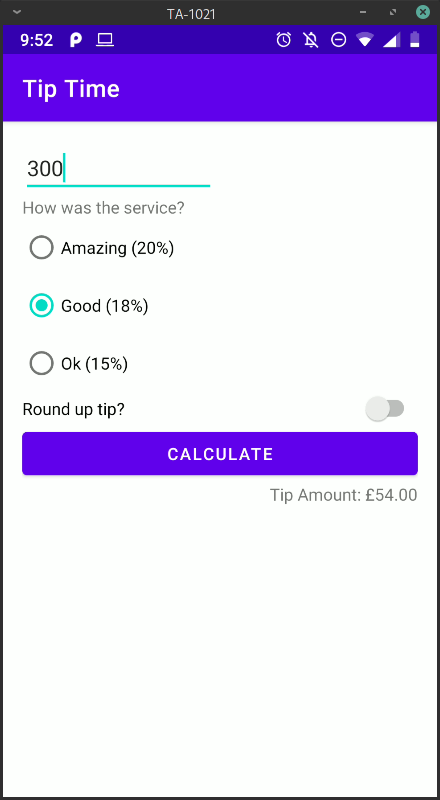 TA-1021
9:52
Tip Time
300
How was the service?
Amazing (20%)
Good (18%)
Ok (15%)
Round up tip?
CALCULATE
Tip Amount: £54.00